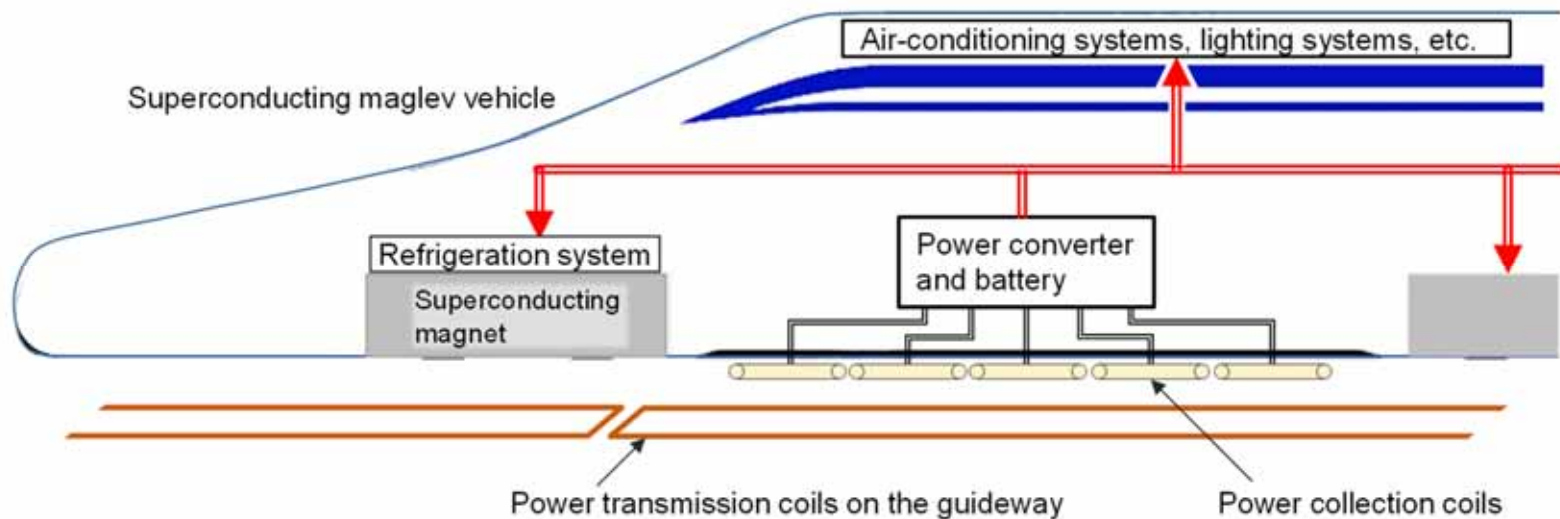 Air-conditioning systems, lighting systems, etc.
Superconducting maglev vehicle
Refrigeration system
Superconducting
magnet
Power converter
and battery
Power transmission coils on the guideway
Power collection coils